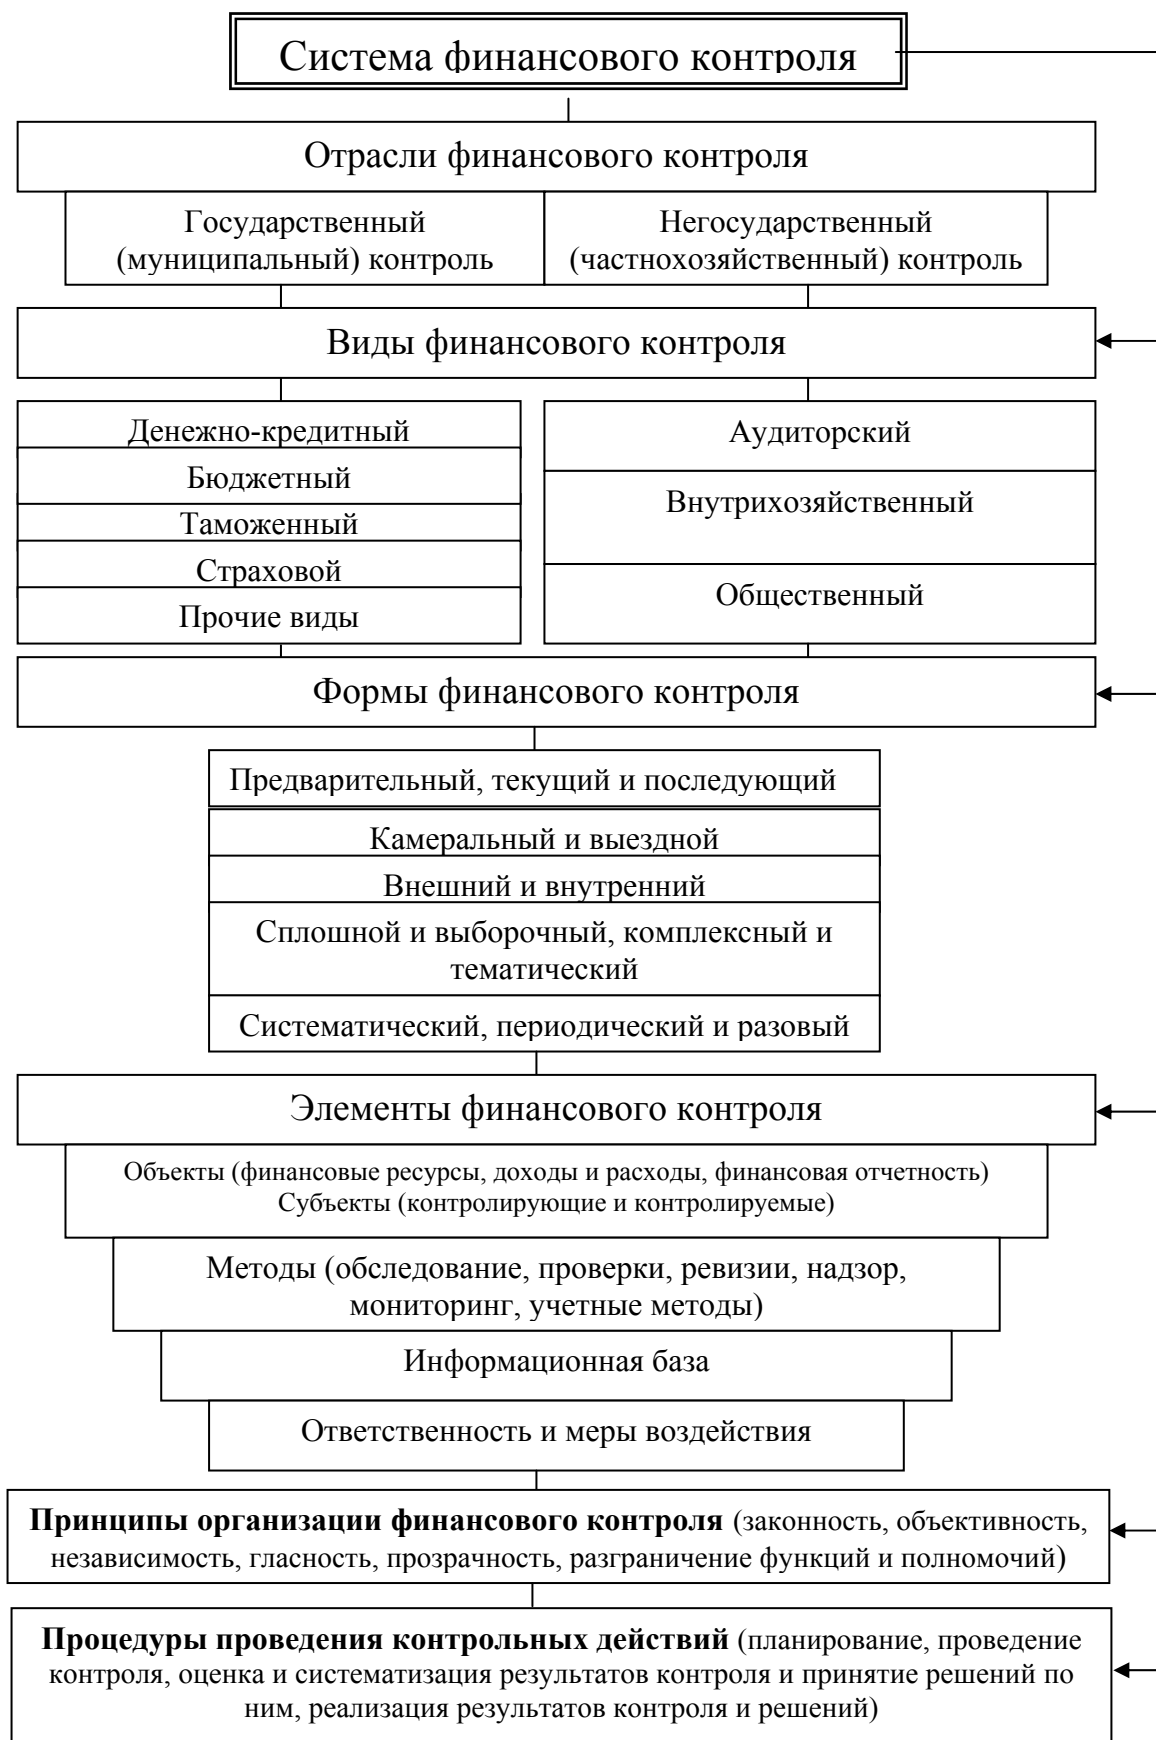 Система финансового контроля
Отрасли финансового контроля
Государственный
(муниципальный) контроль
Негосударственный
(частнохозяйственный) контроль
Виды финансового контроля
Денежно-кредитный
Бюджетный
Таможенный
Страховой
Прочие виды
Аудиторский
Внутрихозяйственный
Общественный
Формы финансового контроля
Предварительный, текущий и последующий
Камеральный и выездной
Внешний и внутренний
Сплошной и выборочный, комплексный и
тематический
Систематический, периодический и разовый
Элементы финансового контроля
Объекты (финансовые ресурсы, доходы и расходы, финансовая отчетность)
Субъекты (контролирующие и контролируемые)
Методы (обследование, проверки, ревизии, надзор,
мониторинг, учетные методы)
Информационная база
Ответственность и меры воздействия
Принципы организации финансового контроля (законность, объективность,
независимость, гласность, прозрачность, разграничение функций и полномочий)
Процедуры проведения контрольных действий (планирование, проведение
контроля, оценка и систематизация результатов контроля и принятие решений по
ним, реализация результатов контроля и решений)